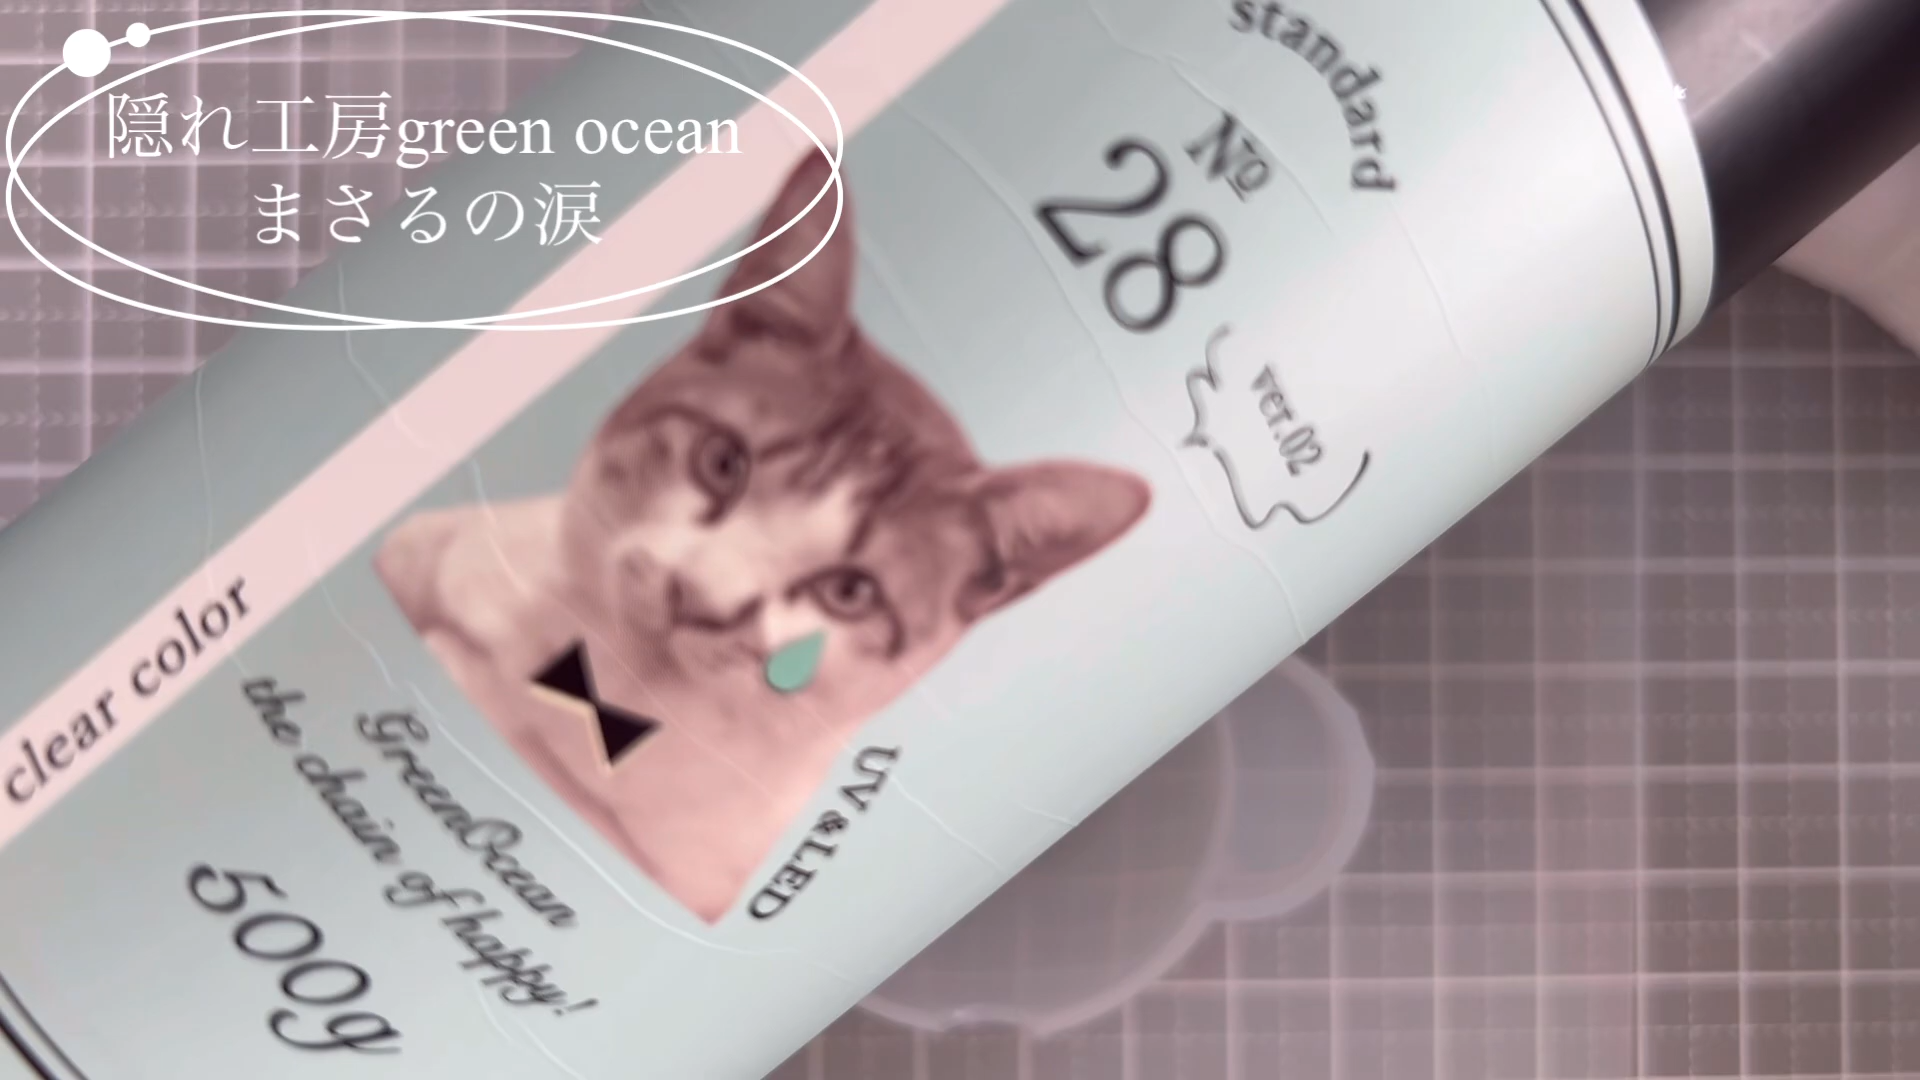 隠れ工房green ocean
まさるの涙
standard
№
28
ver.02
clear color
UV&LED
GreenOcean
the chain of happy!
500g